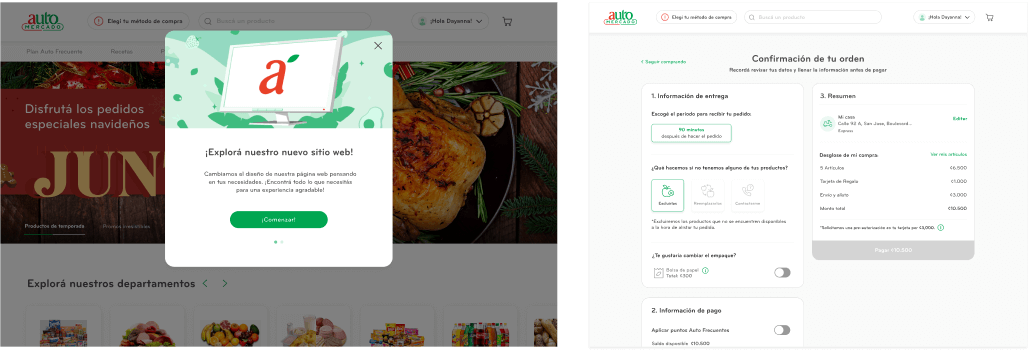 auto
MERCADO
Elegí tu método de compra
Buscá un producto
¡Hola Dayanna!
Plan Auto Frecuente
Recetas
Disfrutá los pedidos
especiales navideños
JUN
Productos de temporada
Promos irresistibles
a
¡Explorá nuestro nuevo sitio web!
Cambiamos el diseño de nuestra página web pensando
en tus necesidades. ¡Encontrá todo lo que necesitás
para una experiencia agradable!
¡Comenzar!
Explorá nuestros departamentos
auto
MERCADO
Elegí tu método de compra
Buscá un producto
¡Hola Dayanna!
Seguir comprando
Confirmación de tu orden
Recordá revisar tus datos y llenar la información antes de pagar
1. Información de entrega
Escogé el periodo para recibir tu pedido:
90 minutos
después de hacer el pedido
¿Qué hacemos si no tenemos alguno de tus productos?
Excluirlos
Reemplazarlos
Contactarme
*Excluiremos los productos que no se encuentren disponibles
a la hora de alistar tu pedido.
¿Te gustaría cambiar el empaque?
Bolsa de papel
Total: ₡300
2. Información de pago
Aplicar puntos Auto Frecuentes
Saldo disponible ₡10.500
3. Resumen
Mi casa
Calle 92 A, San Jose, Boulevard...
Express
Editar
Desglose de mi compra:
Ver mis artículos
5 Artículos
₡6.500
Tarjeta de Regalo
₡1.000
Envío y alisto
₡3.000
Monto total
₡10.500
*Solicitamos una pre-autorización en tu tarjeta por ₡3,000.
Pagar ₡10.500